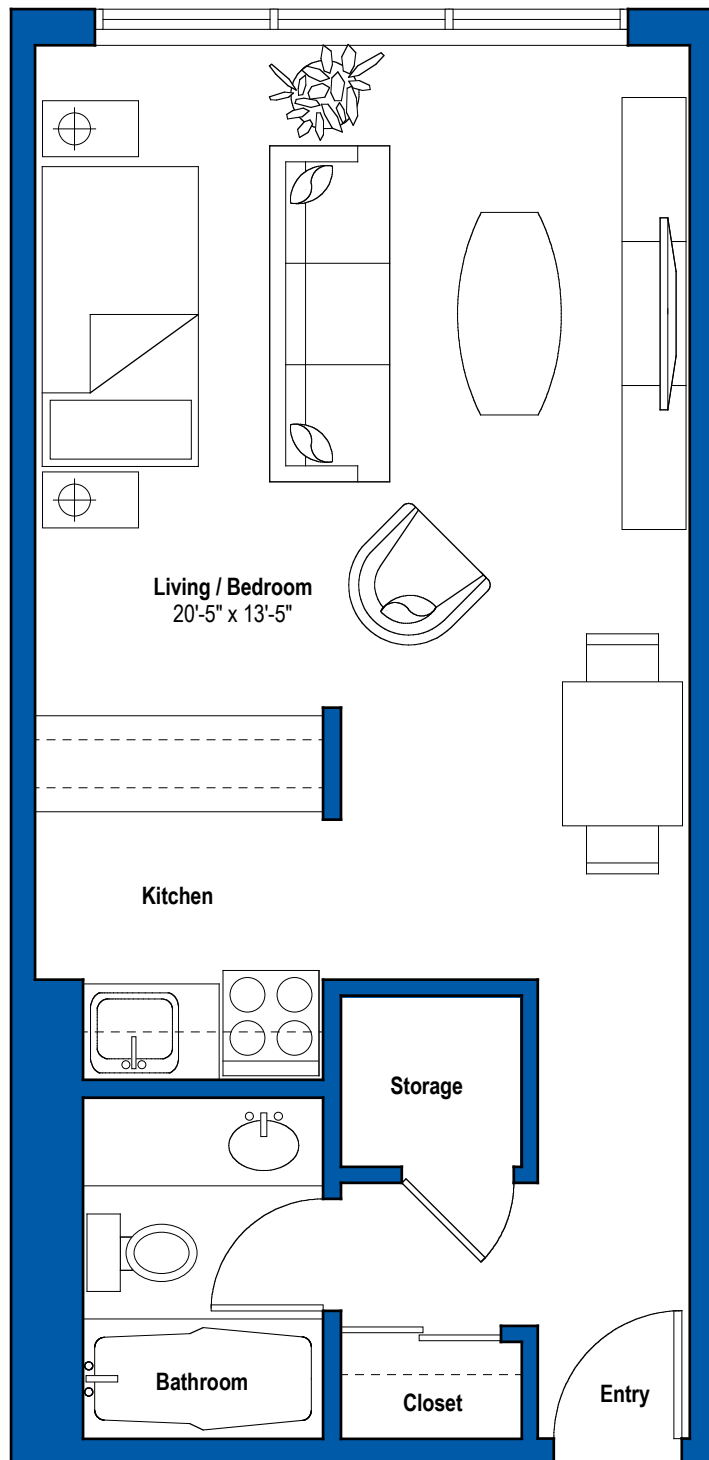 Living / Bedroom
20'-5" x 13'-5"
Kitchen
Storage
Bathroom
Closet
Entry